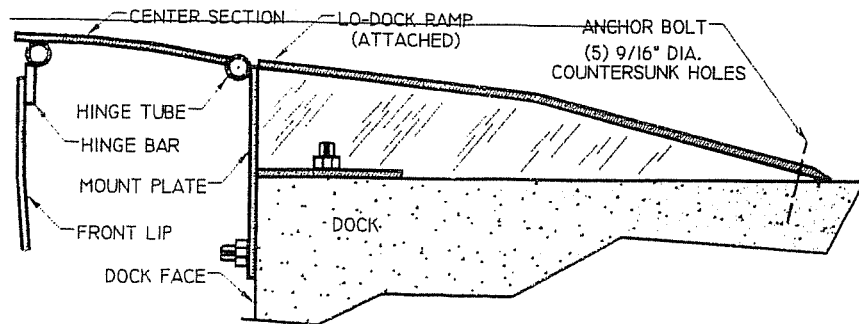 CENTER SECTION
LO-DOCK RAMP
(ATTACHED)
ANCHOR BOLT
(5) 9/16" DIA.
COUNTERSUNK HOLES
HINGE TUBE
HINGE BAR
MOUNT PLATE
FRONT LIP
DOCK
DOCK FACE